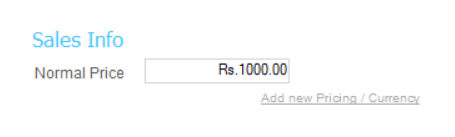 Sales Info
Normal Price Rs.1000.00
Add new Pricing / Currency